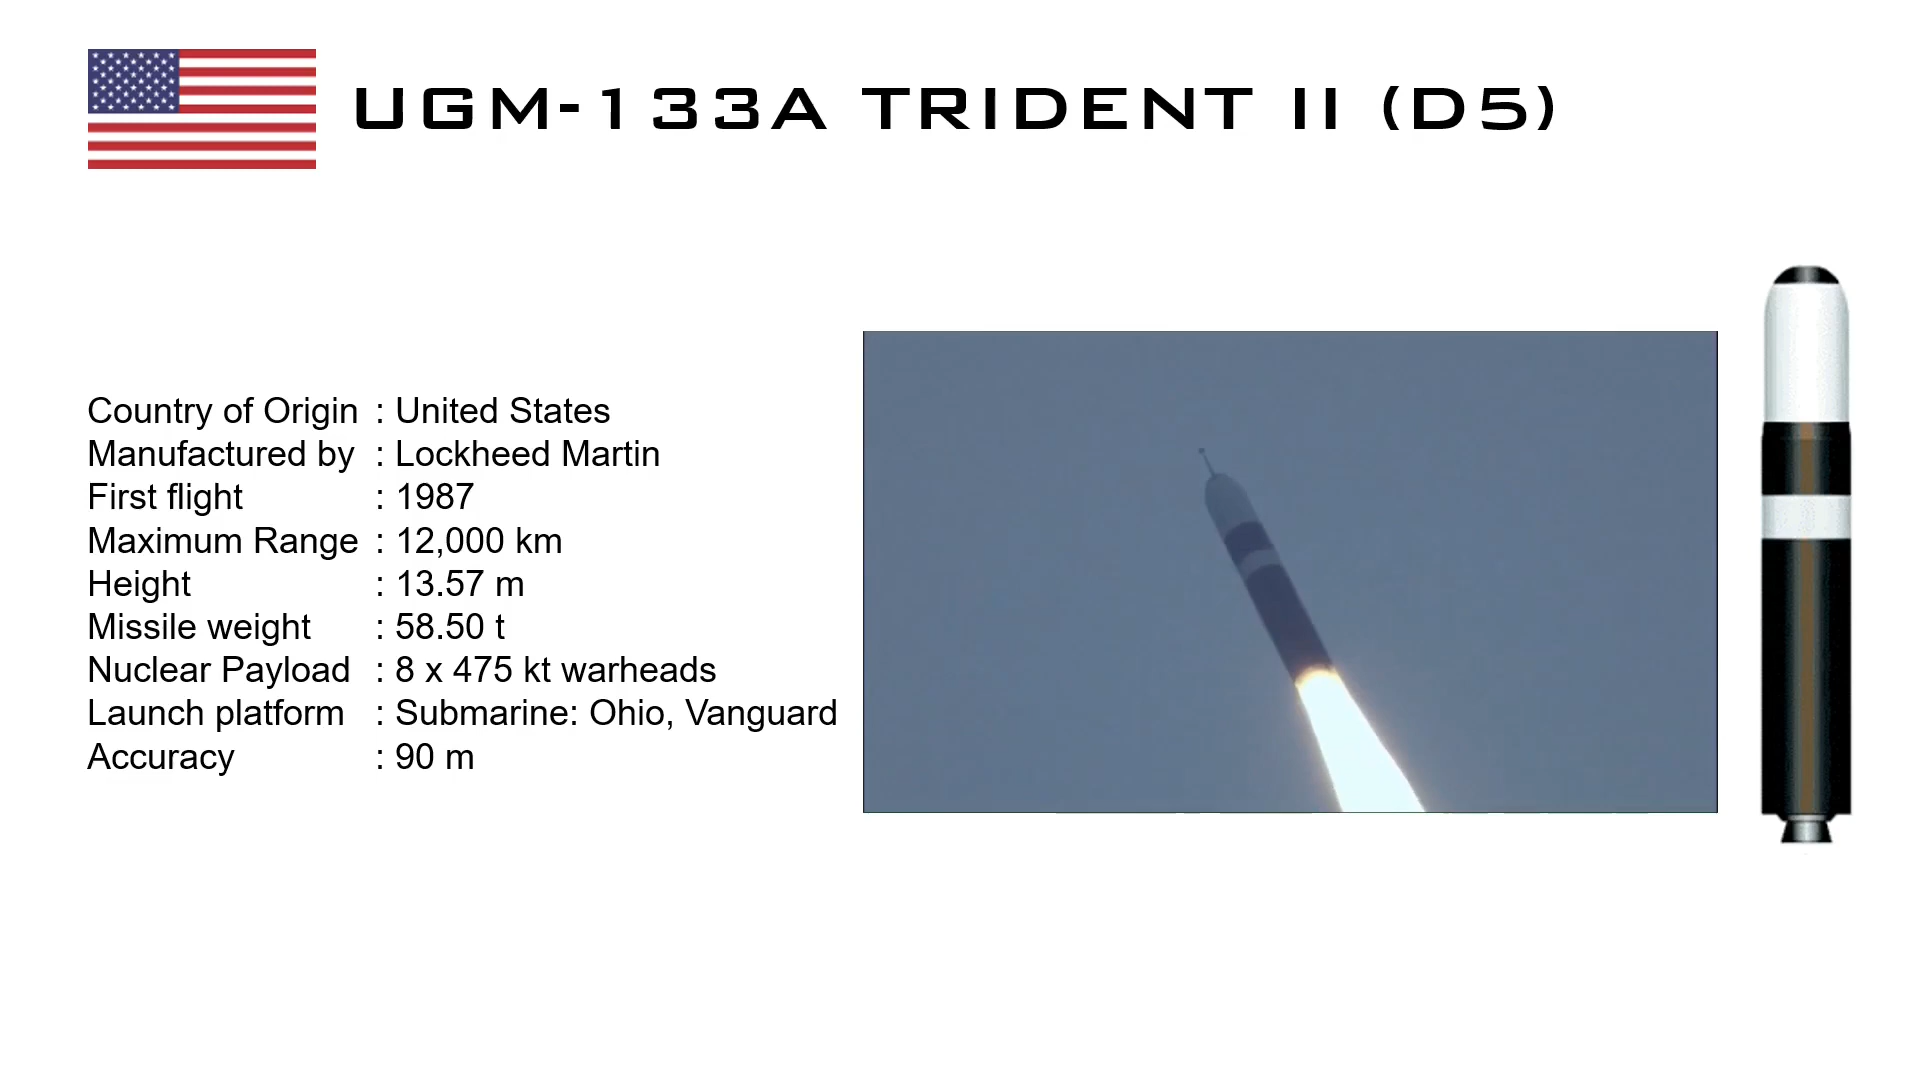 UGM-133A TRIDENT II (D5)
Country of Origin : United States
Manufactured by : Lockheed Martin
First flight : 1987
Maximum Range : 12,000 km
Height : 13.57 m
Missile weight : 58.50 t
Nuclear Payload : 8 x 475 kt warheads
Launch platform : Submarine: Ohio, Vanguard
Accuracy : 90 m